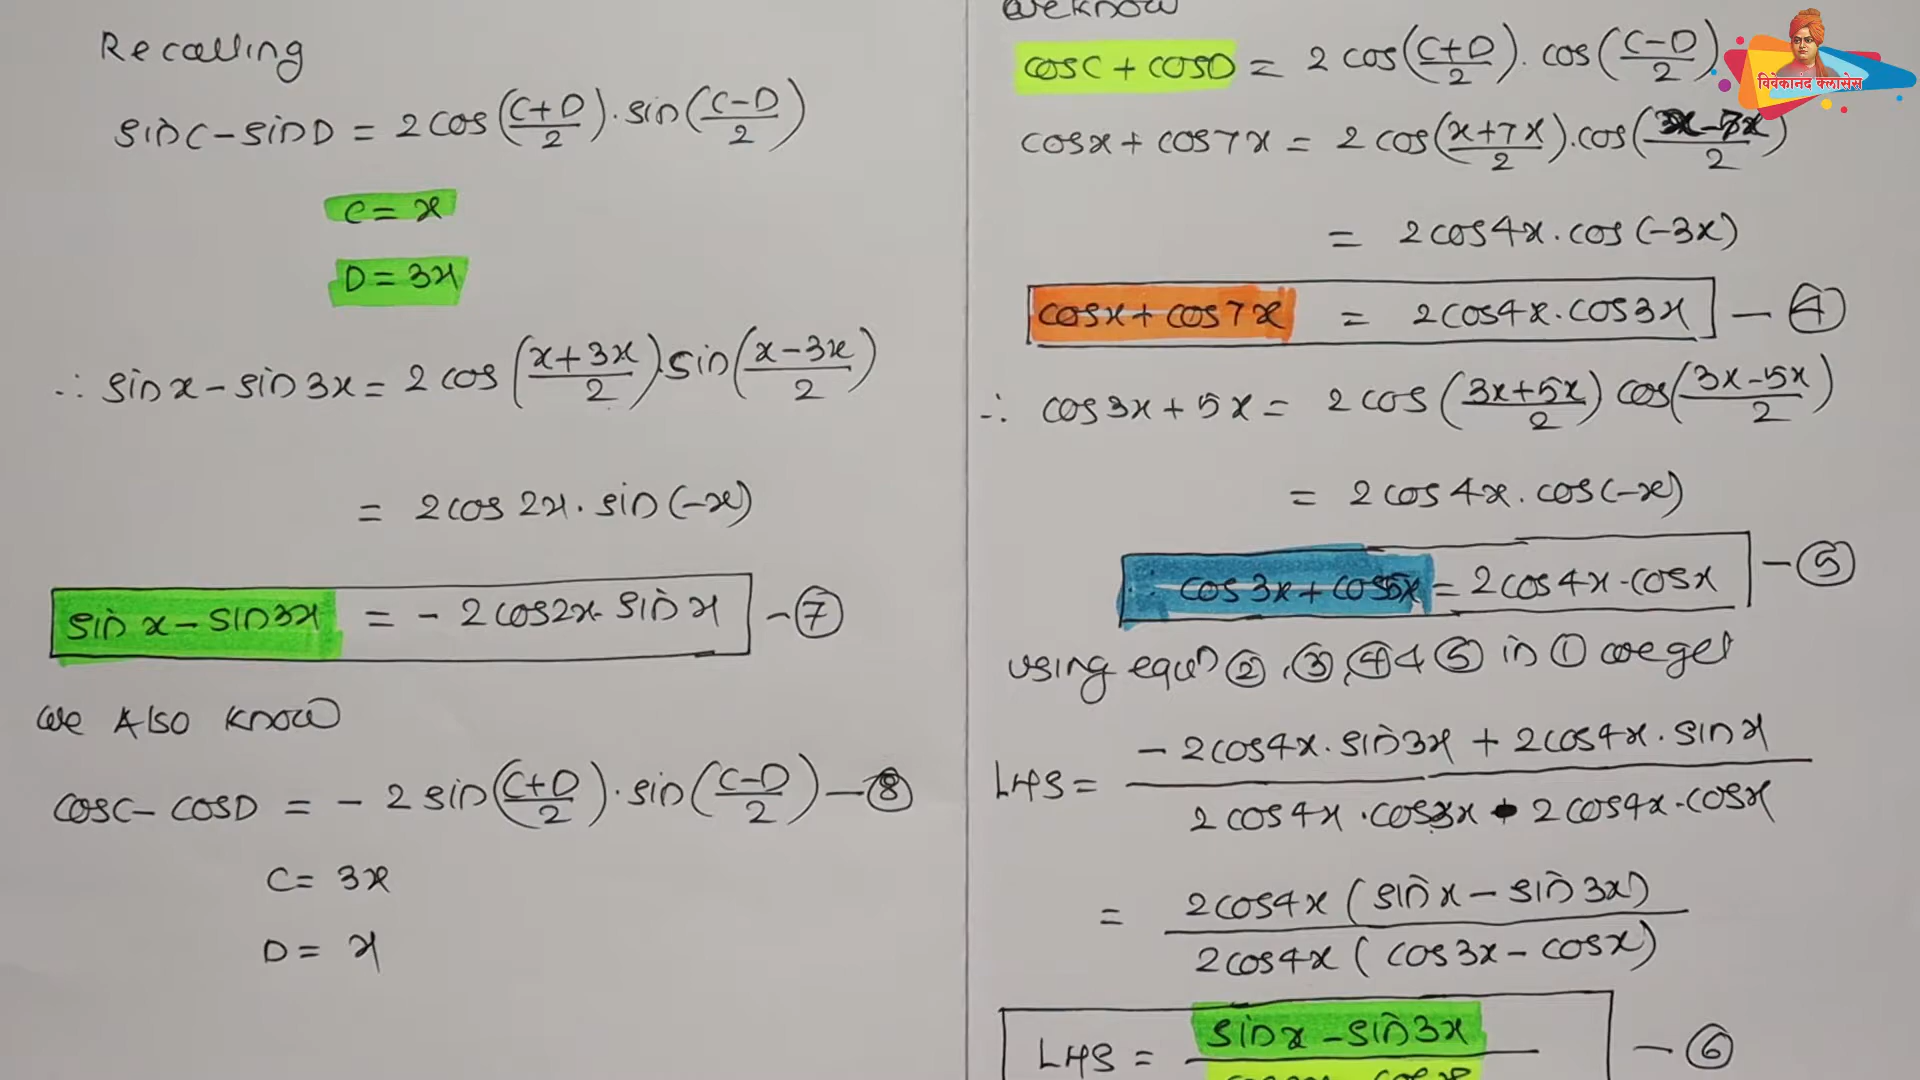 Recalling
sinC - sinD = 2cos((C+D)/2) · sin((C-D)/2)
C = x
D = 3x
∴ sinx - sin3x = 2cos((x+3x)/2) · sin((x-3x)/2)
= 2cos2x · sin(-x)
sinx - sin3x = - 2cos2x · sinx - ⑦
We Also know
cosC - cosD = - 2 sin((C+D)/2) · sin((C-D)/2) - ⑧
C = 3x
D = x
We know
cosC + cosD = 2cos((C+D)/2) · cos((C-D)/2)
cosx + cos7x = 2cos((x+7x)/2) · cos((x-7x)/2)
= 2cos4x · cos(-3x)
cosx + cos7x = 2cos4x · cos3x - ④
∴ cos3x + 5x = 2cos((3x+5x)/2) cos((3x-5x)/2)
= 2cos4x · cos(-x)
∴ cos3x + cos5x = 2cos4x · cosx - ⑤
using equn ②, ③, ④ & ⑤ in ① we get
LHS = (- 2cos4x · sin3x + 2cos4x · sinx) / (2cos4x · cos3x - 2cos4x · cosx)
= 2cos4x (sinx - sin3x) / 2cos4x (cos3x - cosx)
LHS = sinx - sin3x - ⑥
विवेकानंद क्लासेस